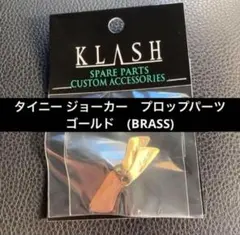 KLASH
SPARE PARTS
CUSTOM ACCESSORIES
タイニー ジョーカー　プロップパーツ
ゴールド　(BRASS)